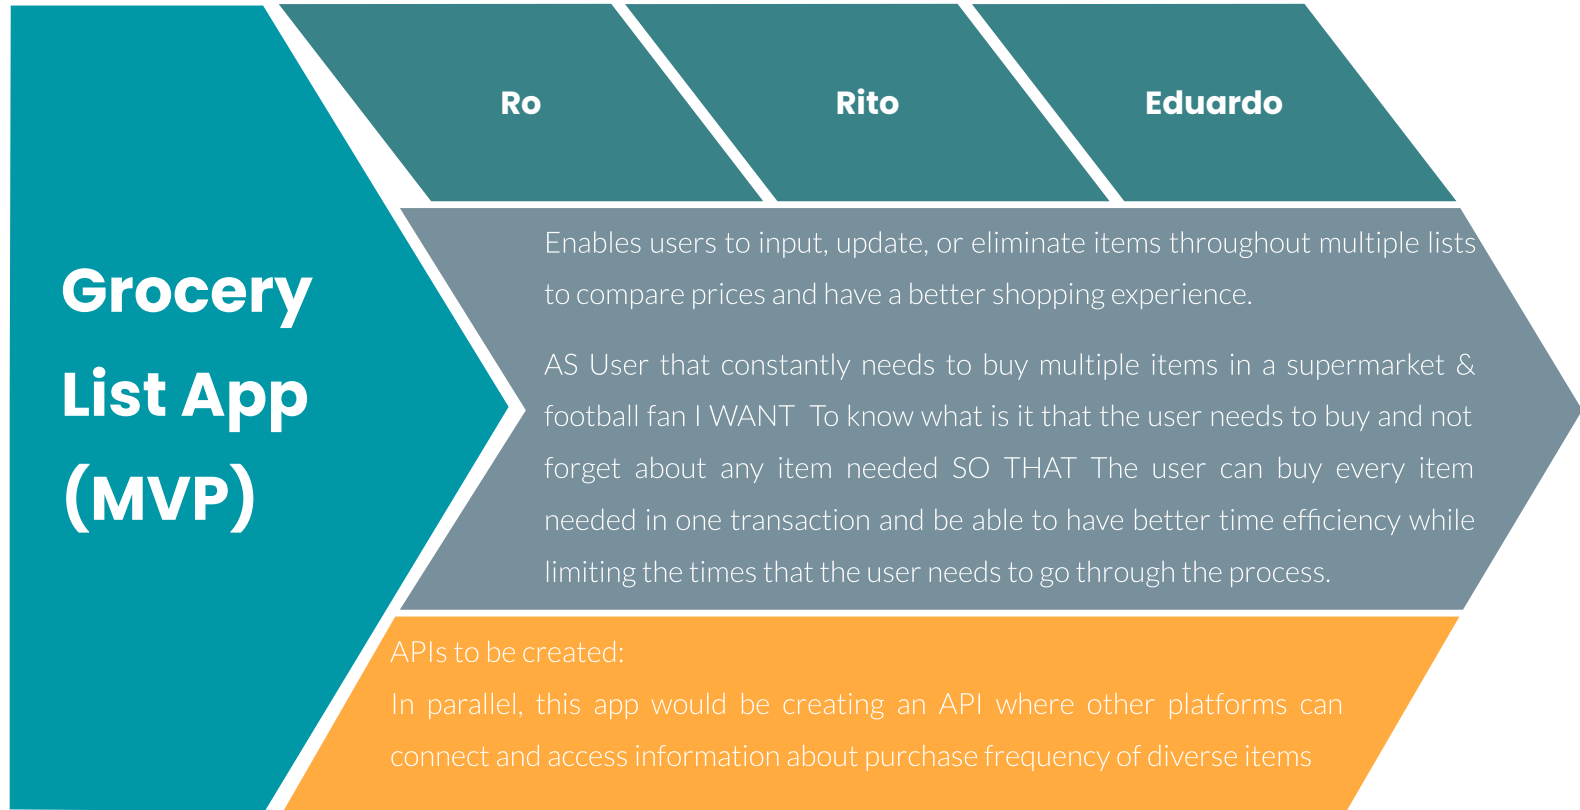 Grocery
List App
(MVP)
Ro
Rito
Eduardo
Enables users to input, update, or eliminate items throughout multiple lists
to compare prices and have a better shopping experience.
AS User that constantly needs to buy multiple items in a supermarket &
football fan I WANT To know what is it that the user needs to buy and not
forget about any item needed SO THAT The user can buy every item
needed in one transaction and be able to have better time efficiency while
limiting the times that the user needs to go through the process.
APIs to be created:
In parallel, this app would be creating an API where other platforms can
connect and access information about purchase frequency of diverse items